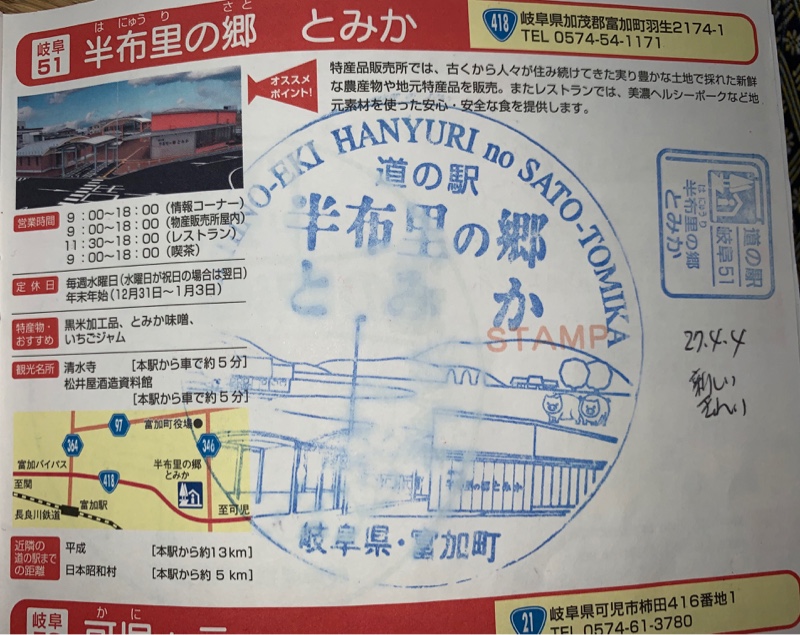 岐阜
51
はにゅうり さと
半布里の郷 とみか
418
岐阜県加茂郡富加町羽生2174-1
TEL 0574-54-1171
オススメ
ポイント!
特産品販売所では、古くから人々が住み続けてきた実り豊かな土地で採れた新鮮
な農産物や地元特産品を販売。またレストランでは、美濃ヘルシーポークなど地
元素材を使った安心・安全な食を提供します。
営業時間
9:00〜18:00(情報コーナー)
9:00〜18:00(物産販売所屋内)
11:30〜18:00(レストラン)
9:00〜18:00(喫茶)
定休日
毎週水曜日(水曜日が祝日の場合は翌日)
年末年始(12月31日〜1月3日)
特産物・
おすすめ
黒米加工品、とみか味噌、
いちごジャム
観光名所
清水寺 [本駅から車で約5分]
松井屋酒造資料館
[本駅から車で約5分]
97
富加町役場
364
346
富加バイパス
418
半布里の郷
とみか
至関
富加駅
長良川鉄道
至可児
近隣の
道の駅まで
の距離
平成 [本駅から約13km]
日本昭和村 [本駅から約5km]
INO-EKI HANYURI no SATO-TOMIKA
道の駅
半布里の郷
とみか
STAMP
岐阜県・富加町
道の駅
岐阜51
はにゅうり
半布里の郷
とみか
27.4.4
新しい
きれい
岐阜
かに
21
岐阜県可児市柿田416番地1
TEL 0574-61-3780